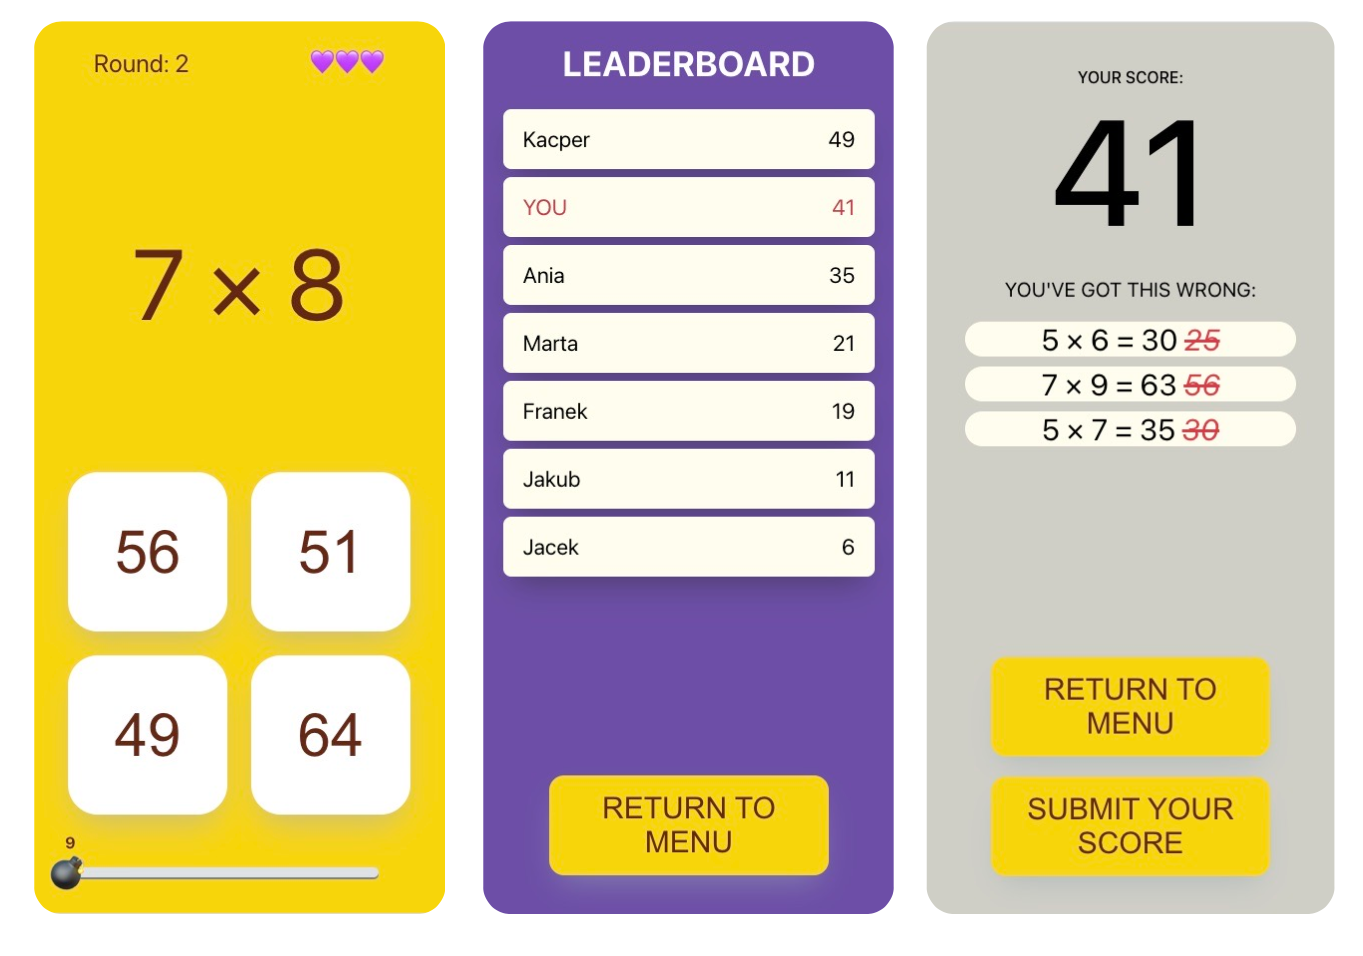 Round: 2
7 × 8
56 51
49 64
9
LEADERBOARD
Kacper 49
YOU 41
Ania 35
Marta 21
Franek 19
Jakub 11
Jacek 6
RETURN TO
MENU
YOUR SCORE:
41
YOU'VE GOT THIS WRONG:
5 × 6 = 30 25
7 × 9 = 63 56
5 × 7 = 35 30
RETURN TO
MENU
SUBMIT YOUR
SCORE